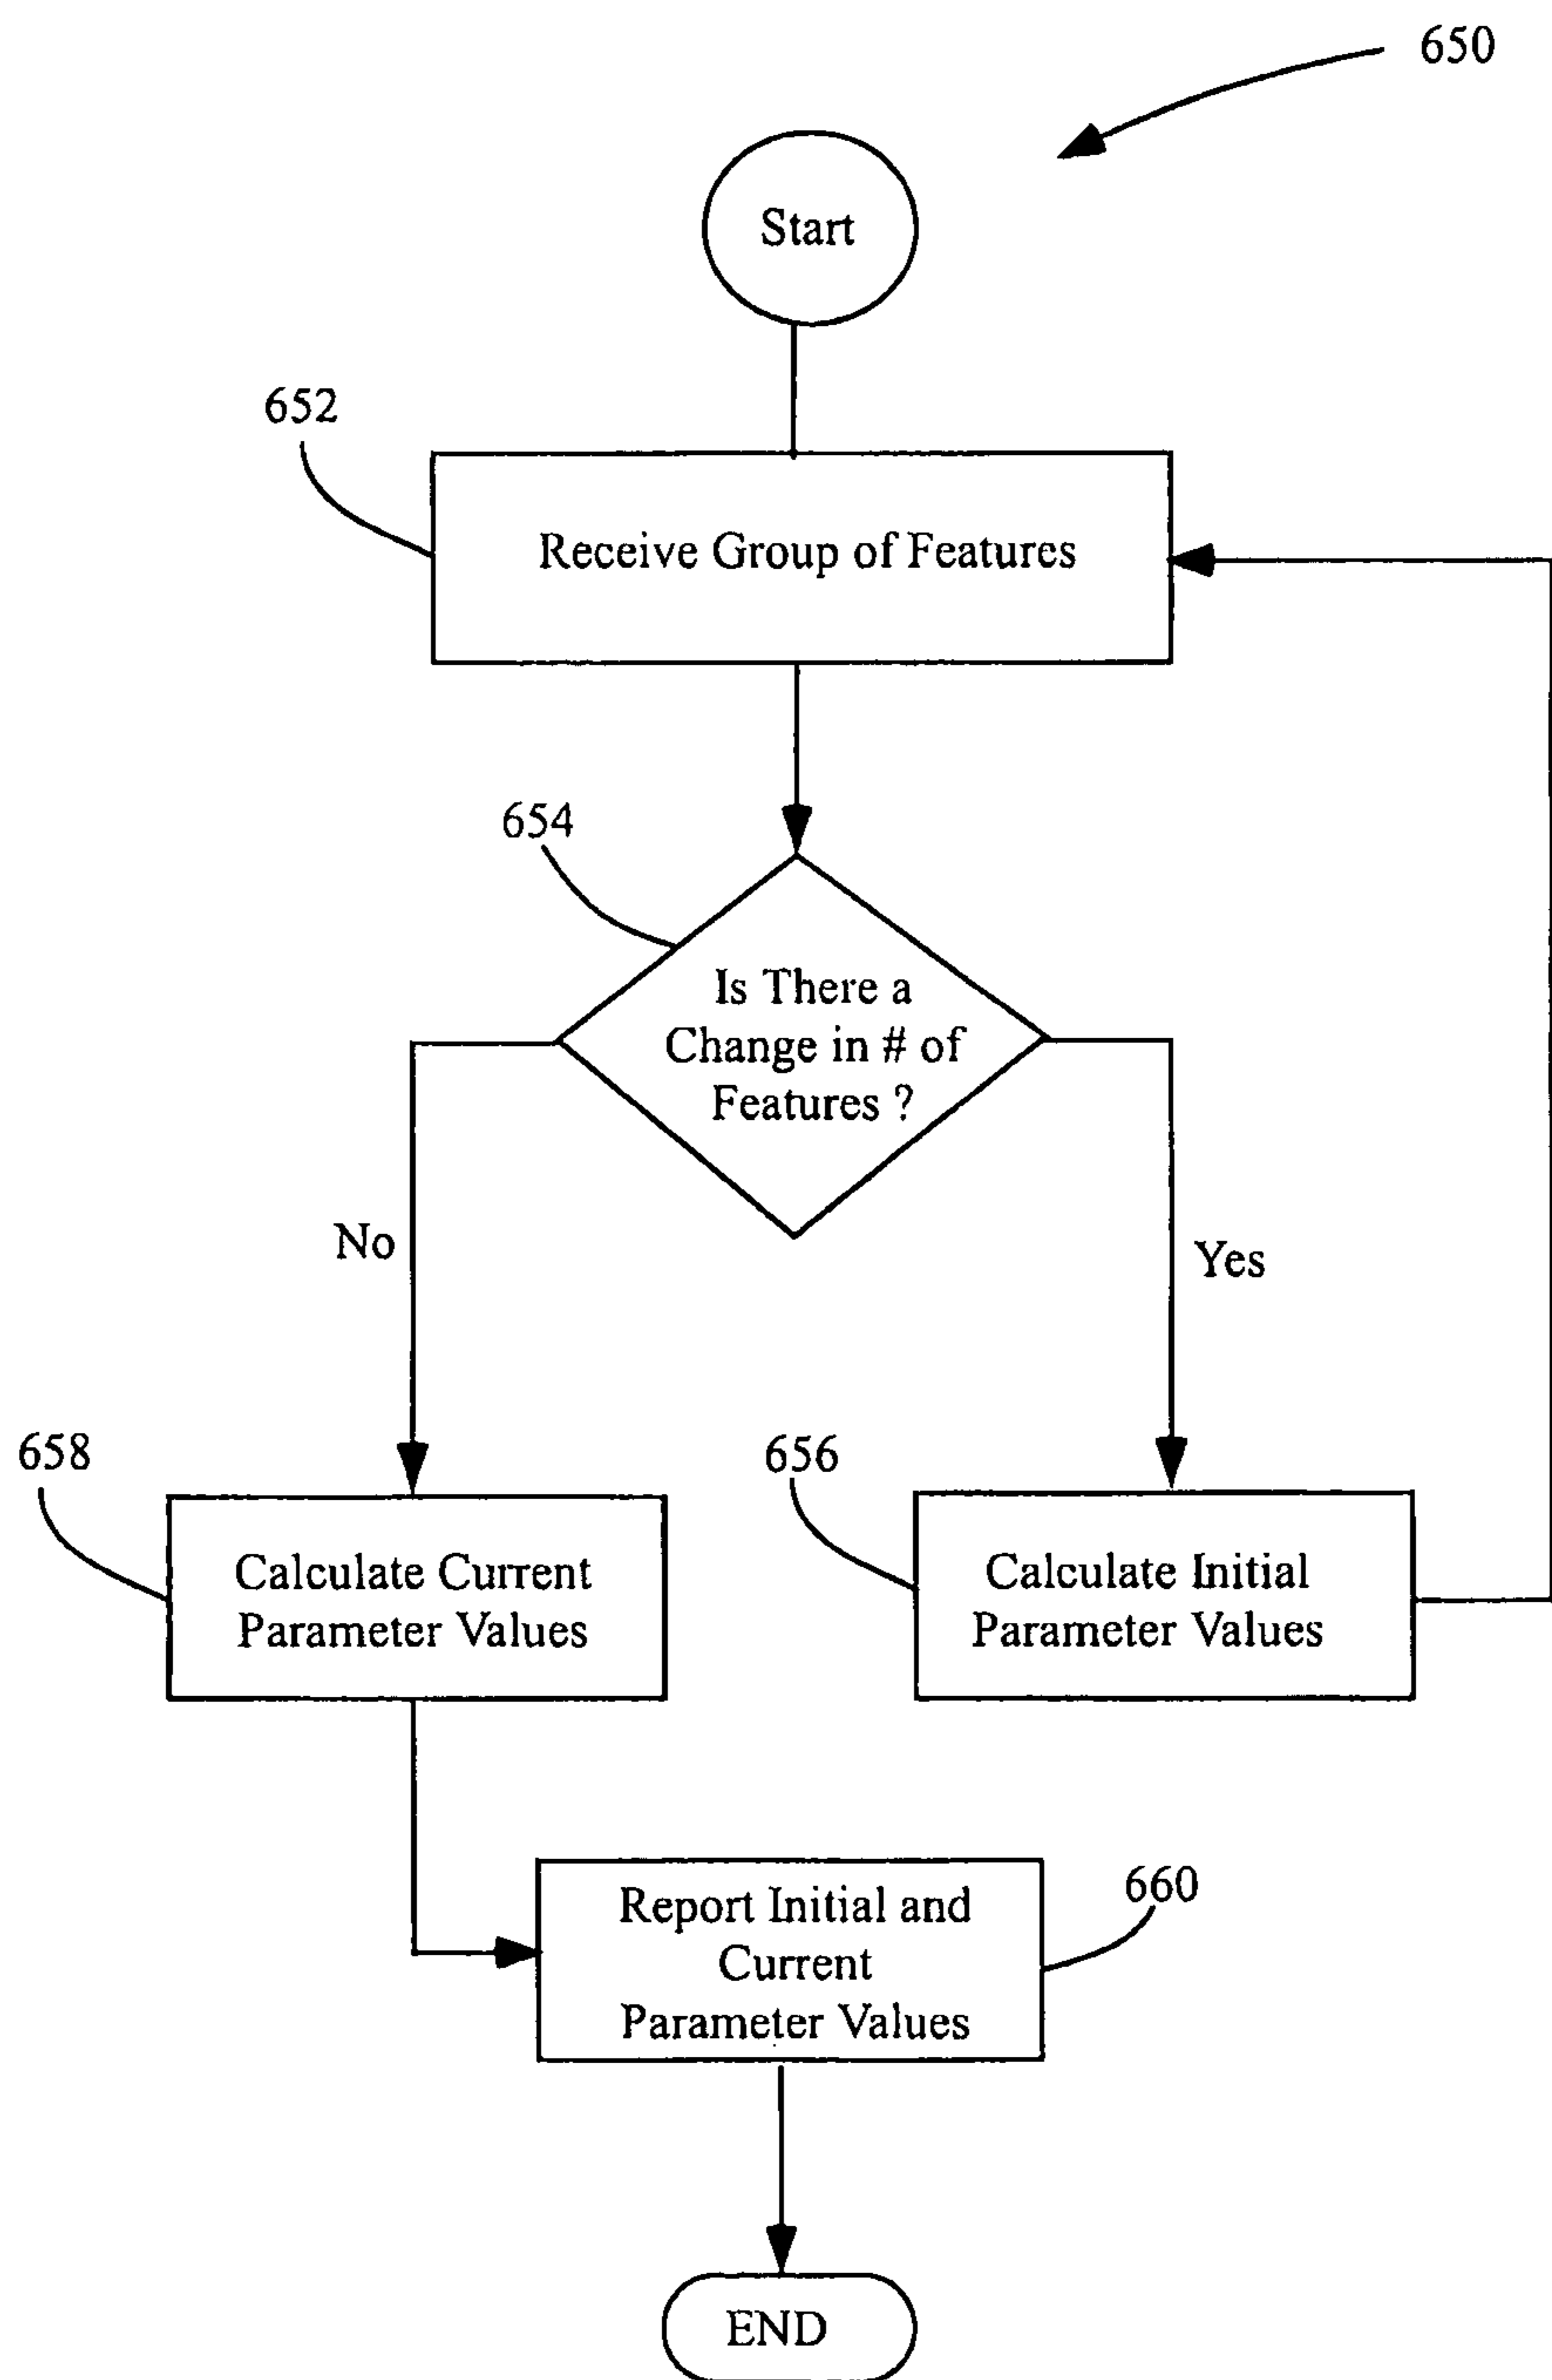 650
Start
652
Receive Group of Features
654
Is There a
Change in # of
Features ?
No
Yes
658
656
Calculate Current
Parameter Values
Calculate Initial
Parameter Values
Report Initial and
Current
Parameter Values
660
END